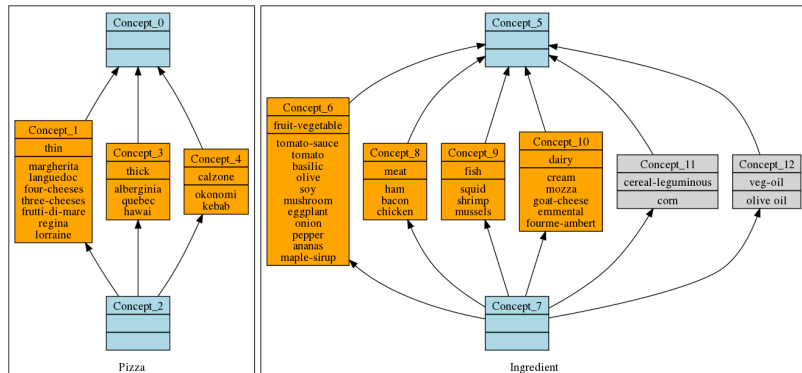 Concept_0
Concept_1
thin
margherita
languedoc
four-cheeses
three-cheeses
frutti-di-mare
regina
lorraine
Concept_3
thick
alberginia
quebec
hawai
Concept_4
calzone
okonomi
kebab
Concept_2
Pizza
Concept_5
Concept_6
fruit-vegetable
tomato-sauce
tomato
basilic
olive
soy
mushroom
eggplant
onion
pepper
ananas
maple-sirup
Concept_8
meat
ham
bacon
chicken
Concept_9
fish
squid
shrimp
mussels
Concept_10
dairy
cream
mozza
goat-cheese
emmental
fourme-ambert
Concept_11
cereal-leguminous
corn
Concept_12
veg-oil
olive oil
Concept_7
Ingredient